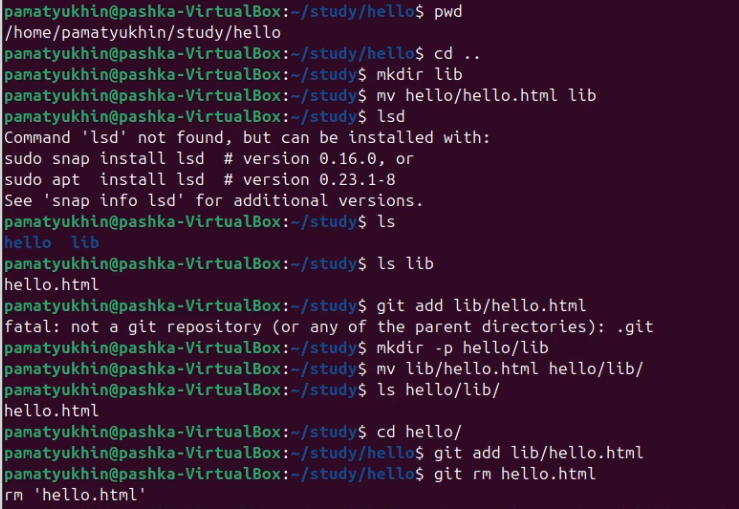 pamatyukhin@pashka-VirtualBox:~/study/hello$ pwd
/home/pamatyukhin/study/hello
pamatyukhin@pashka-VirtualBox:~/study/hello$ cd ..
pamatyukhin@pashka-VirtualBox:~/study$ mkdir lib
pamatyukhin@pashka-VirtualBox:~/study$ mv hello/hello.html lib
pamatyukhin@pashka-VirtualBox:~/study$ lsd
Command 'lsd' not found, but can be installed with:
sudo snap install lsd  # version 0.16.0, or
sudo apt  install lsd  # version 0.23.1-8
See 'snap info lsd' for additional versions.
pamatyukhin@pashka-VirtualBox:~/study$ ls
hello  lib
pamatyukhin@pashka-VirtualBox:~/study$ ls lib
hello.html
pamatyukhin@pashka-VirtualBox:~/study$ git add lib/hello.html
fatal: not a git repository (or any of the parent directories): .git
pamatyukhin@pashka-VirtualBox:~/study$ mkdir -p hello/lib
pamatyukhin@pashka-VirtualBox:~/study$ mv lib/hello.html hello/lib/
pamatyukhin@pashka-VirtualBox:~/study$ ls hello/lib/
hello.html
pamatyukhin@pashka-VirtualBox:~/study$ cd hello/
pamatyukhin@pashka-VirtualBox:~/study/hello$ git add lib/hello.html
pamatyukhin@pashka-VirtualBox:~/study/hello$ git rm hello.html
rm 'hello.html'